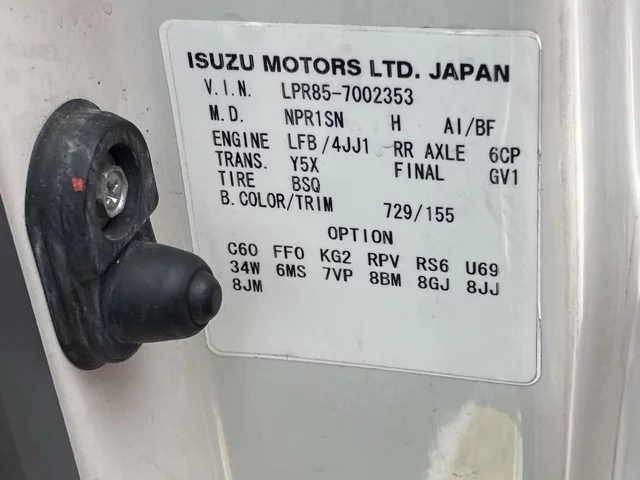 ISUZU MOTORS LTD. JAPAN
V.I.N. LPR85-7002353
M.D. NPR1SN H AI/BF
ENGINE LFB/4JJ1 RR AXLE 6CP
TRANS. Y5X FINAL GV1
TIRE BSQ
B.COLOR/TRIM 729/155
OPTION
C60 FF0 KG2 RPV RS6 U69
34W 6MS 7VP 8BM 8GJ 8JJ
8JM